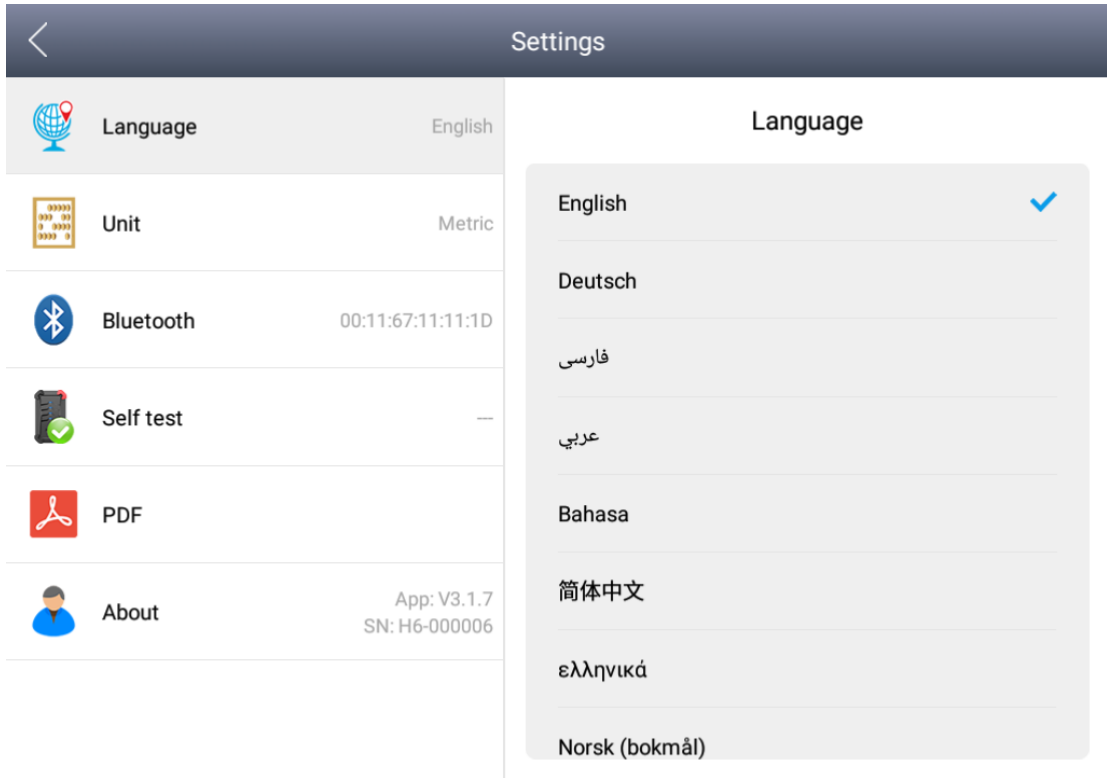 Settings
Language
English
Unit
Metric
Bluetooth
00:11:67:11:11:1D
Self test
---
PDF
About
App: V3.1.7
SN: H6-000006
Language
English
Deutsch
فارسی
عربي
Bahasa
简体中文
ελληνικά
Norsk (bokmål)